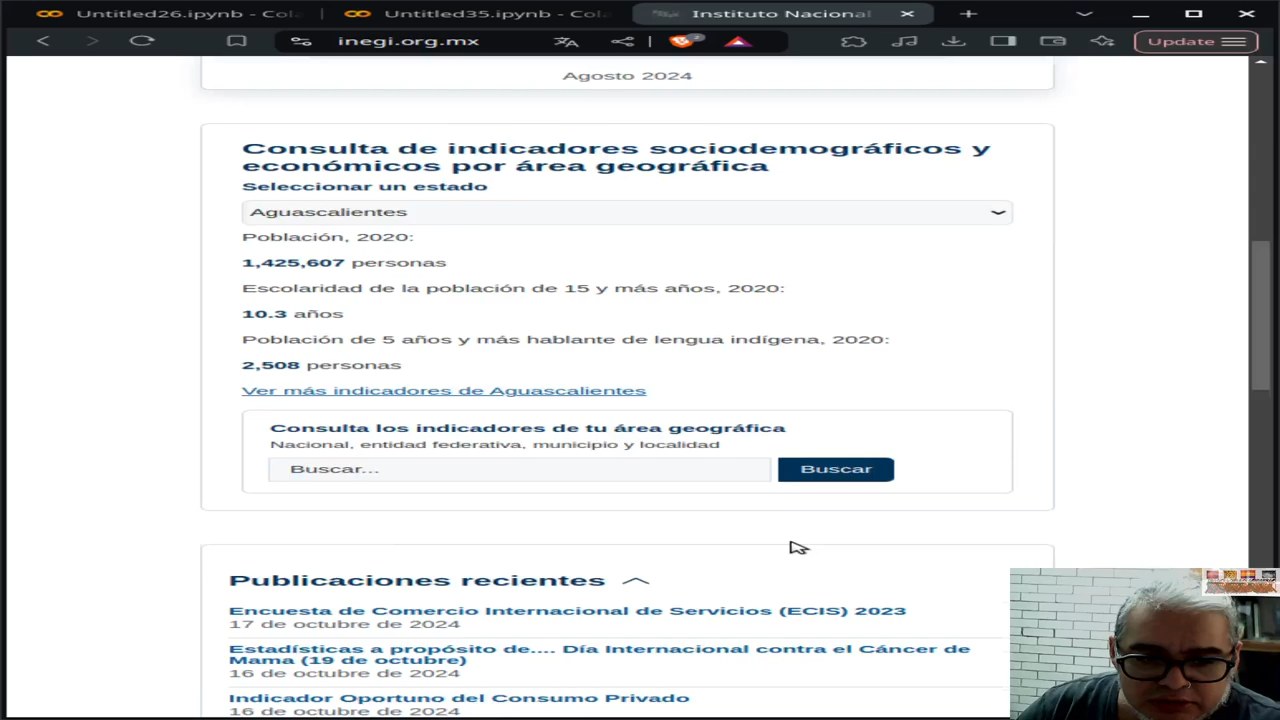 Untitled26.ipynb - Cola
Untitled35.ipynb - Cola
Instituto Nacional
inegi.org.mx
2
Update
Agosto 2024
Consulta de indicadores sociodemográficos y
económicos por área geográfica
Seleccionar un estado
Aguascalientes
Población, 2020:
1,425,607 personas
Escolaridad de la población de 15 y más años, 2020:
10.3 años
Población de 5 años y más hablante de lengua indígena, 2020:
2,508 personas
Ver más indicadores de Aguascalientes
Consulta los indicadores de tu área geográfica
Nacional, entidad federativa, municipio y localidad
Buscar...
Buscar
Publicaciones recientes
Encuesta de Comercio Internacional de Servicios (ECIS) 2023
17 de octubre de 2024
Estadísticas a propósito de.... Día Internacional contra el Cáncer de
Mama (19 de octubre)
16 de octubre de 2024
Indicador Oportuno del Consumo Privado
16 de octubre de 2024